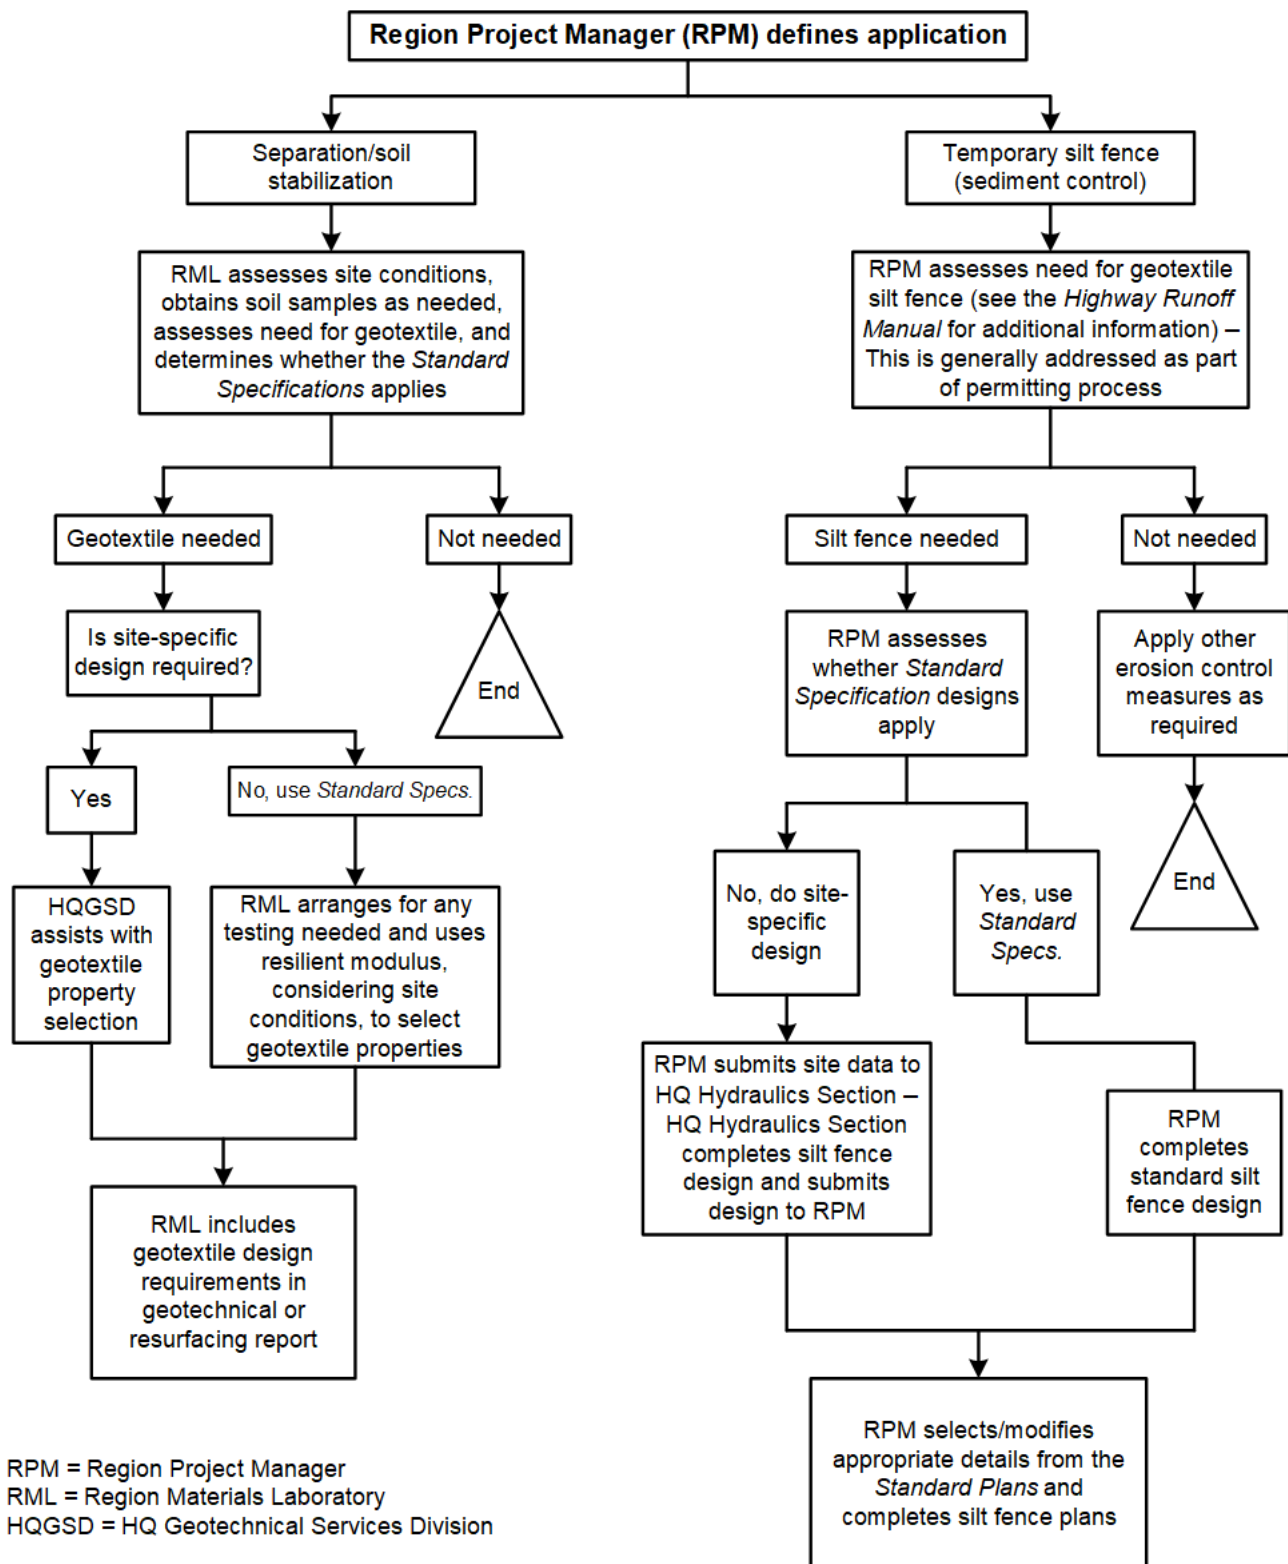 Region Project Manager (RPM) defines application
Separation/soil
stabilization
Temporary silt fence
(sediment control)
RML assesses site conditions,
obtains soil samples as needed,
assesses need for geotextile, and
determines whether the Standard
Specifications applies
RPM assesses need for geotextile
silt fence (see the Highway Runoff
Manual for additional information) –
This is generally addressed as part
of permitting process
Geotextile needed
Not needed
Silt fence needed
Not needed
Is site-specific
design required?
End
RPM assesses
whether Standard
Specification designs
apply
Apply other
erosion control
measures as
required
Yes
No, use Standard Specs.
No, do site-
specific
design
Yes, use
Standard
Specs.
End
HQGSD
assists with
geotextile
property
selection
RML arranges for any
testing needed and uses
resilient modulus,
considering site
conditions, to select
geotextile properties
RPM submits site data to
HQ Hydraulics Section –
HQ Hydraulics Section
completes silt fence
design and submits
design to RPM
RPM
completes
standard silt
fence design
RML includes
geotextile design
requirements in
geotechnical or
resurfacing report
RPM selects/modifies
appropriate details from the
Standard Plans and
completes silt fence plans
RPM = Region Project Manager
RML = Region Materials Laboratory
HQGSD = HQ Geotechnical Services Division